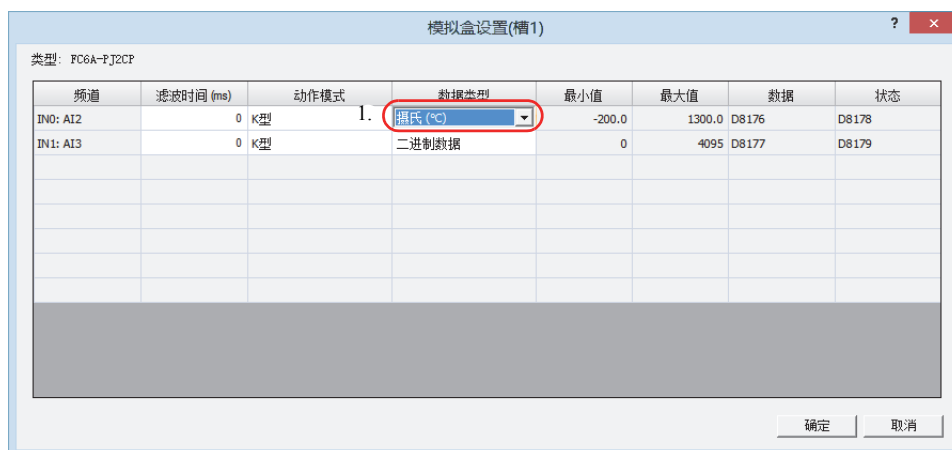 模拟盒设置(槽1)
? ×
类型: FC6A-PJ2CP
频道 滤波时间 (ms) 动作模式 数据类型 最小值 最大值 数据 状态
IN0: AI2 0 K型 1. 摄氏 (℃) -200.0 1300.0 D8176 D8178
IN1: AI3 0 K型 二进制数据 0 4095 D8177 D8179
确定 取消